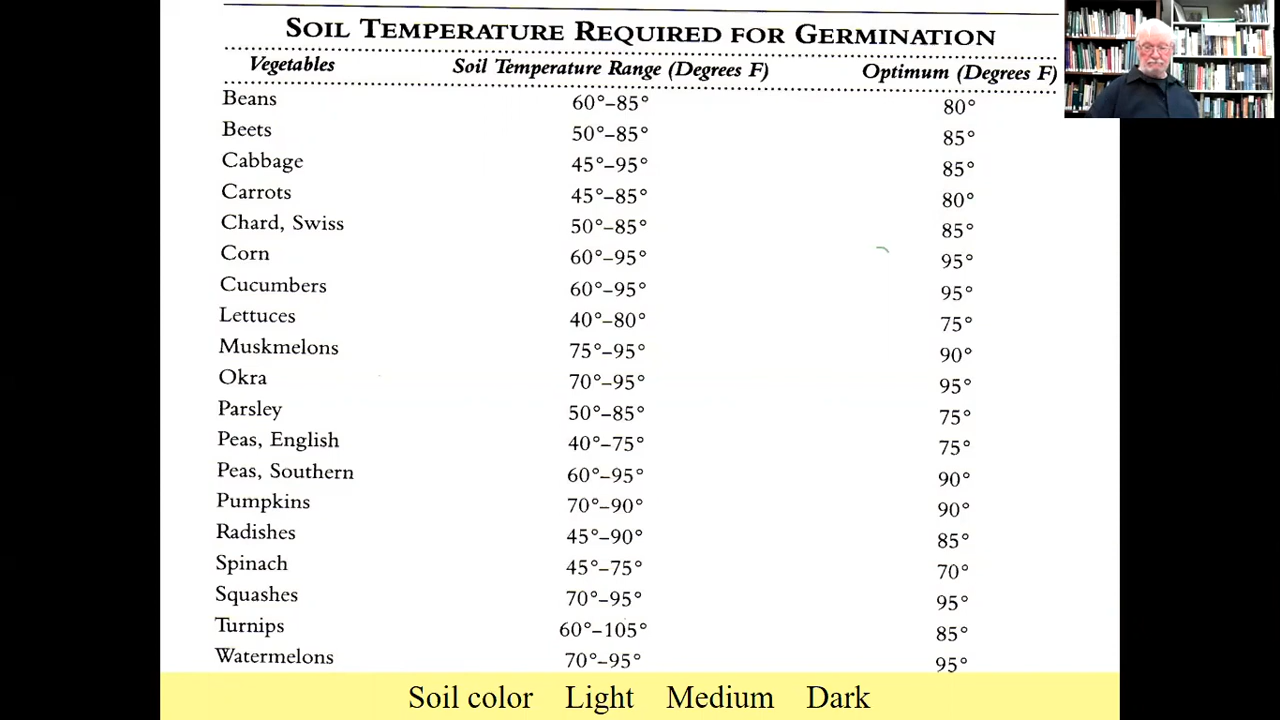 SOIL TEMPERATURE REQUIRED FOR GERMINATION
Vegetables Soil Temperature Range (Degrees F) Optimum (Degrees F)
Beans 60°–85° 80°
Beets 50°–85° 85°
Cabbage 45°–95° 85°
Carrots 45°–85° 80°
Chard, Swiss 50°–85° 85°
Corn 60°–95° 95°
Cucumbers 60°–95° 95°
Lettuces 40°–80° 75°
Muskmelons 75°–95° 90°
Okra 70°–95° 95°
Parsley 50°–85° 75°
Peas, English 40°–75° 75°
Peas, Southern 60°–95° 90°
Pumpkins 70°–90° 90°
Radishes 45°–90° 85°
Spinach 45°–75° 70°
Squashes 70°–95° 95°
Turnips 60°–105° 85°
Watermelons 70°–95° 95°
Soil color Light Medium Dark